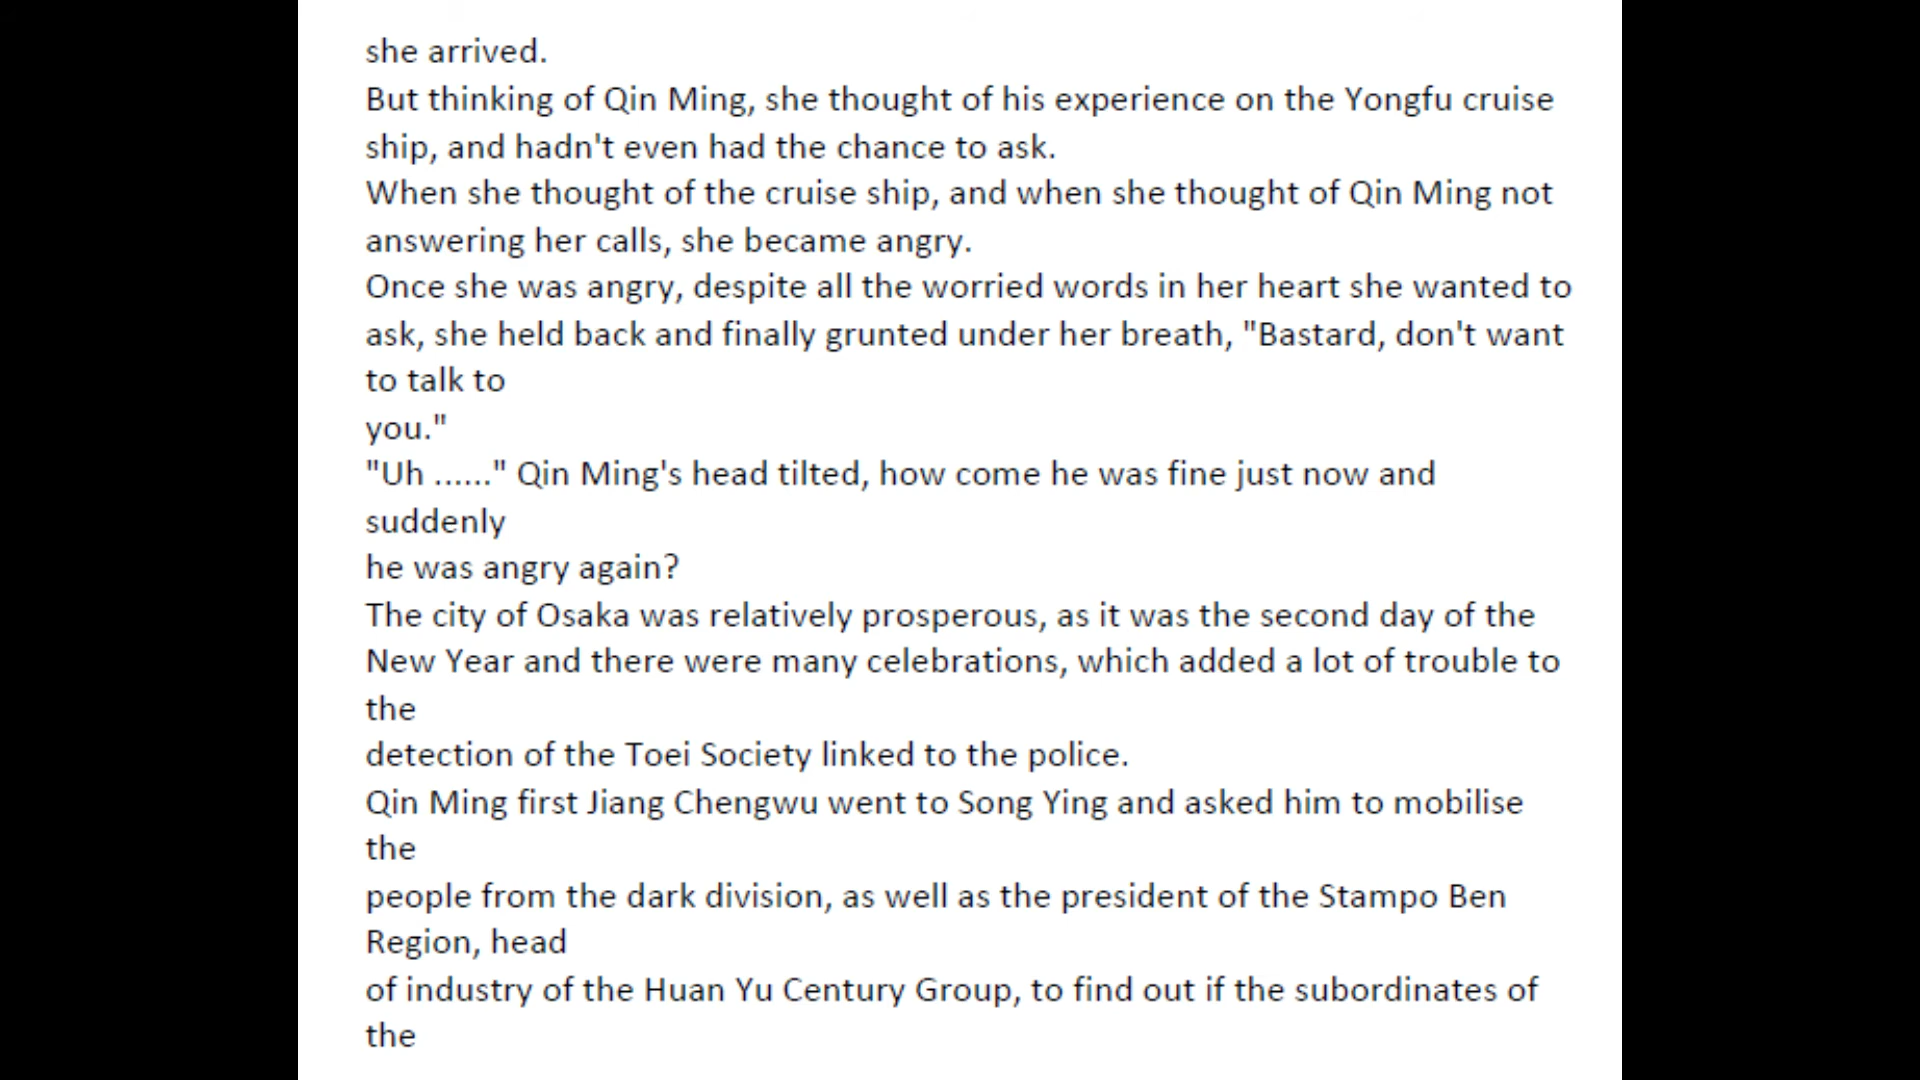 she arrived.
But thinking of Qin Ming, she thought of his experience on the Yongfu cruise
ship, and hadn't even had the chance to ask.
When she thought of the cruise ship, and when she thought of Qin Ming not
answering her calls, she became angry.
Once she was angry, despite all the worried words in her heart she wanted to
ask, she held back and finally grunted under her breath, "Bastard, don't want
to talk to
you."
"Uh ......" Qin Ming's head tilted, how come he was fine just now and
suddenly
he was angry again?
The city of Osaka was relatively prosperous, as it was the second day of the
New Year and there were many celebrations, which added a lot of trouble to
the
detection of the Toei Society linked to the police.
Qin Ming first Jiang Chengwu went to Song Ying and asked him to mobilise
the
people from the dark division, as well as the president of the Stampo Ben
Region, head
of industry of the Huan Yu Century Group, to find out if the subordinates of
the